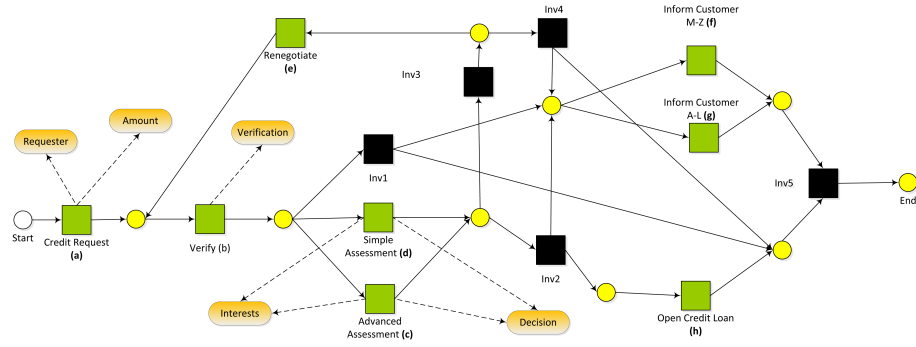 Inv4
Inform Customer
M-Z (f)
Renegotiate
(e)
Inv3
Inform Customer
A-L (g)
Amount
Verification
Requester
Inv1
Inv5
End
Start
Credit Request
(a)
Verify (b)
Simple
Assessment (d)
Inv2
Interests
Advanced
Assessment (c)
Decision
Open Credit Loan
(h)